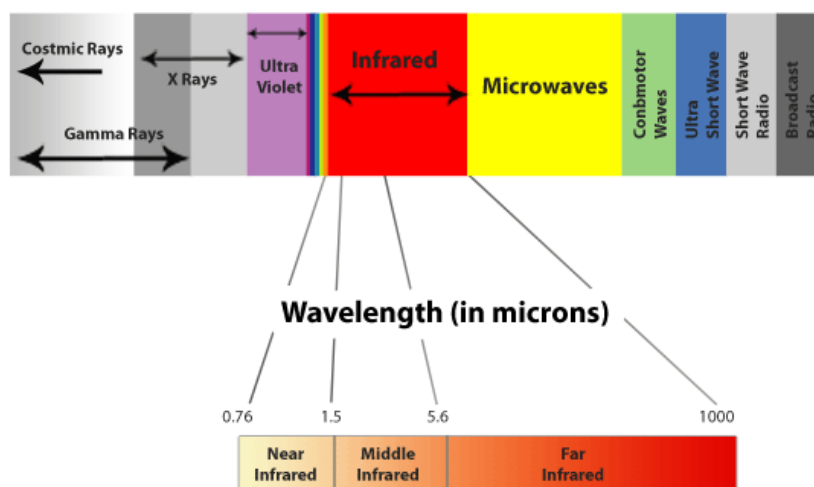 Costmic Rays
X Rays
Gamma Rays
Ultra
Violet
Infrared
Microwaves
Conbmotor
Waves
Ultra
Short Wave
Short Wave
Radio
Broadcast
Radio
Wavelength (in microns)
0.76
1.5
5.6
1000
Near
Infrared
Middle
Infrared
Far
Infrared